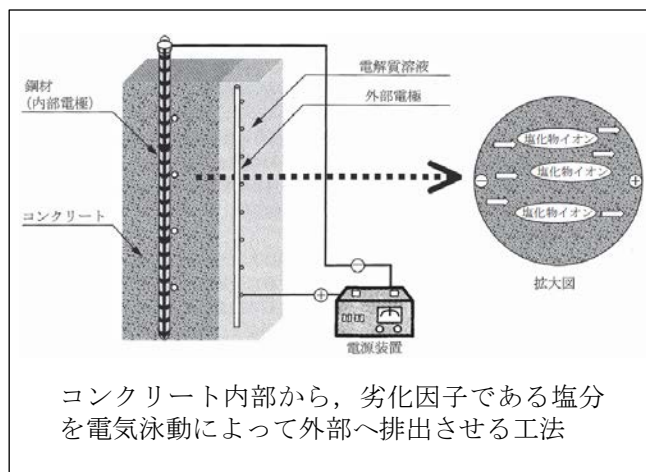 鋼材
(内部電極)
コンクリート
電解質溶液
外部電極
塩化物イオン
塩化物イオン
塩化物イオン
⊖
⊕
拡大図
⊖
⊕
電源装置
コンクリート内部から，劣化因子である塩分
を電気泳動によって外部へ排出させる工法